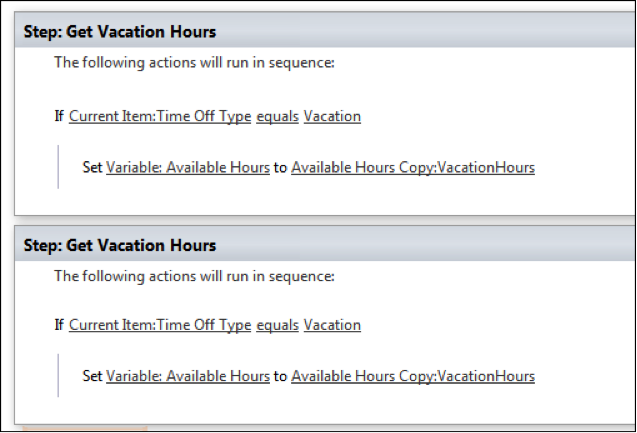 Step: Get Vacation Hours
The following actions will run in sequence:
If Current Item:Time Off Type equals Vacation
Set Variable: Available Hours to Available Hours Copy:VacationHours
Step: Get Vacation Hours
The following actions will run in sequence:
If Current Item:Time Off Type equals Vacation
Set Variable: Available Hours to Available Hours Copy:VacationHours